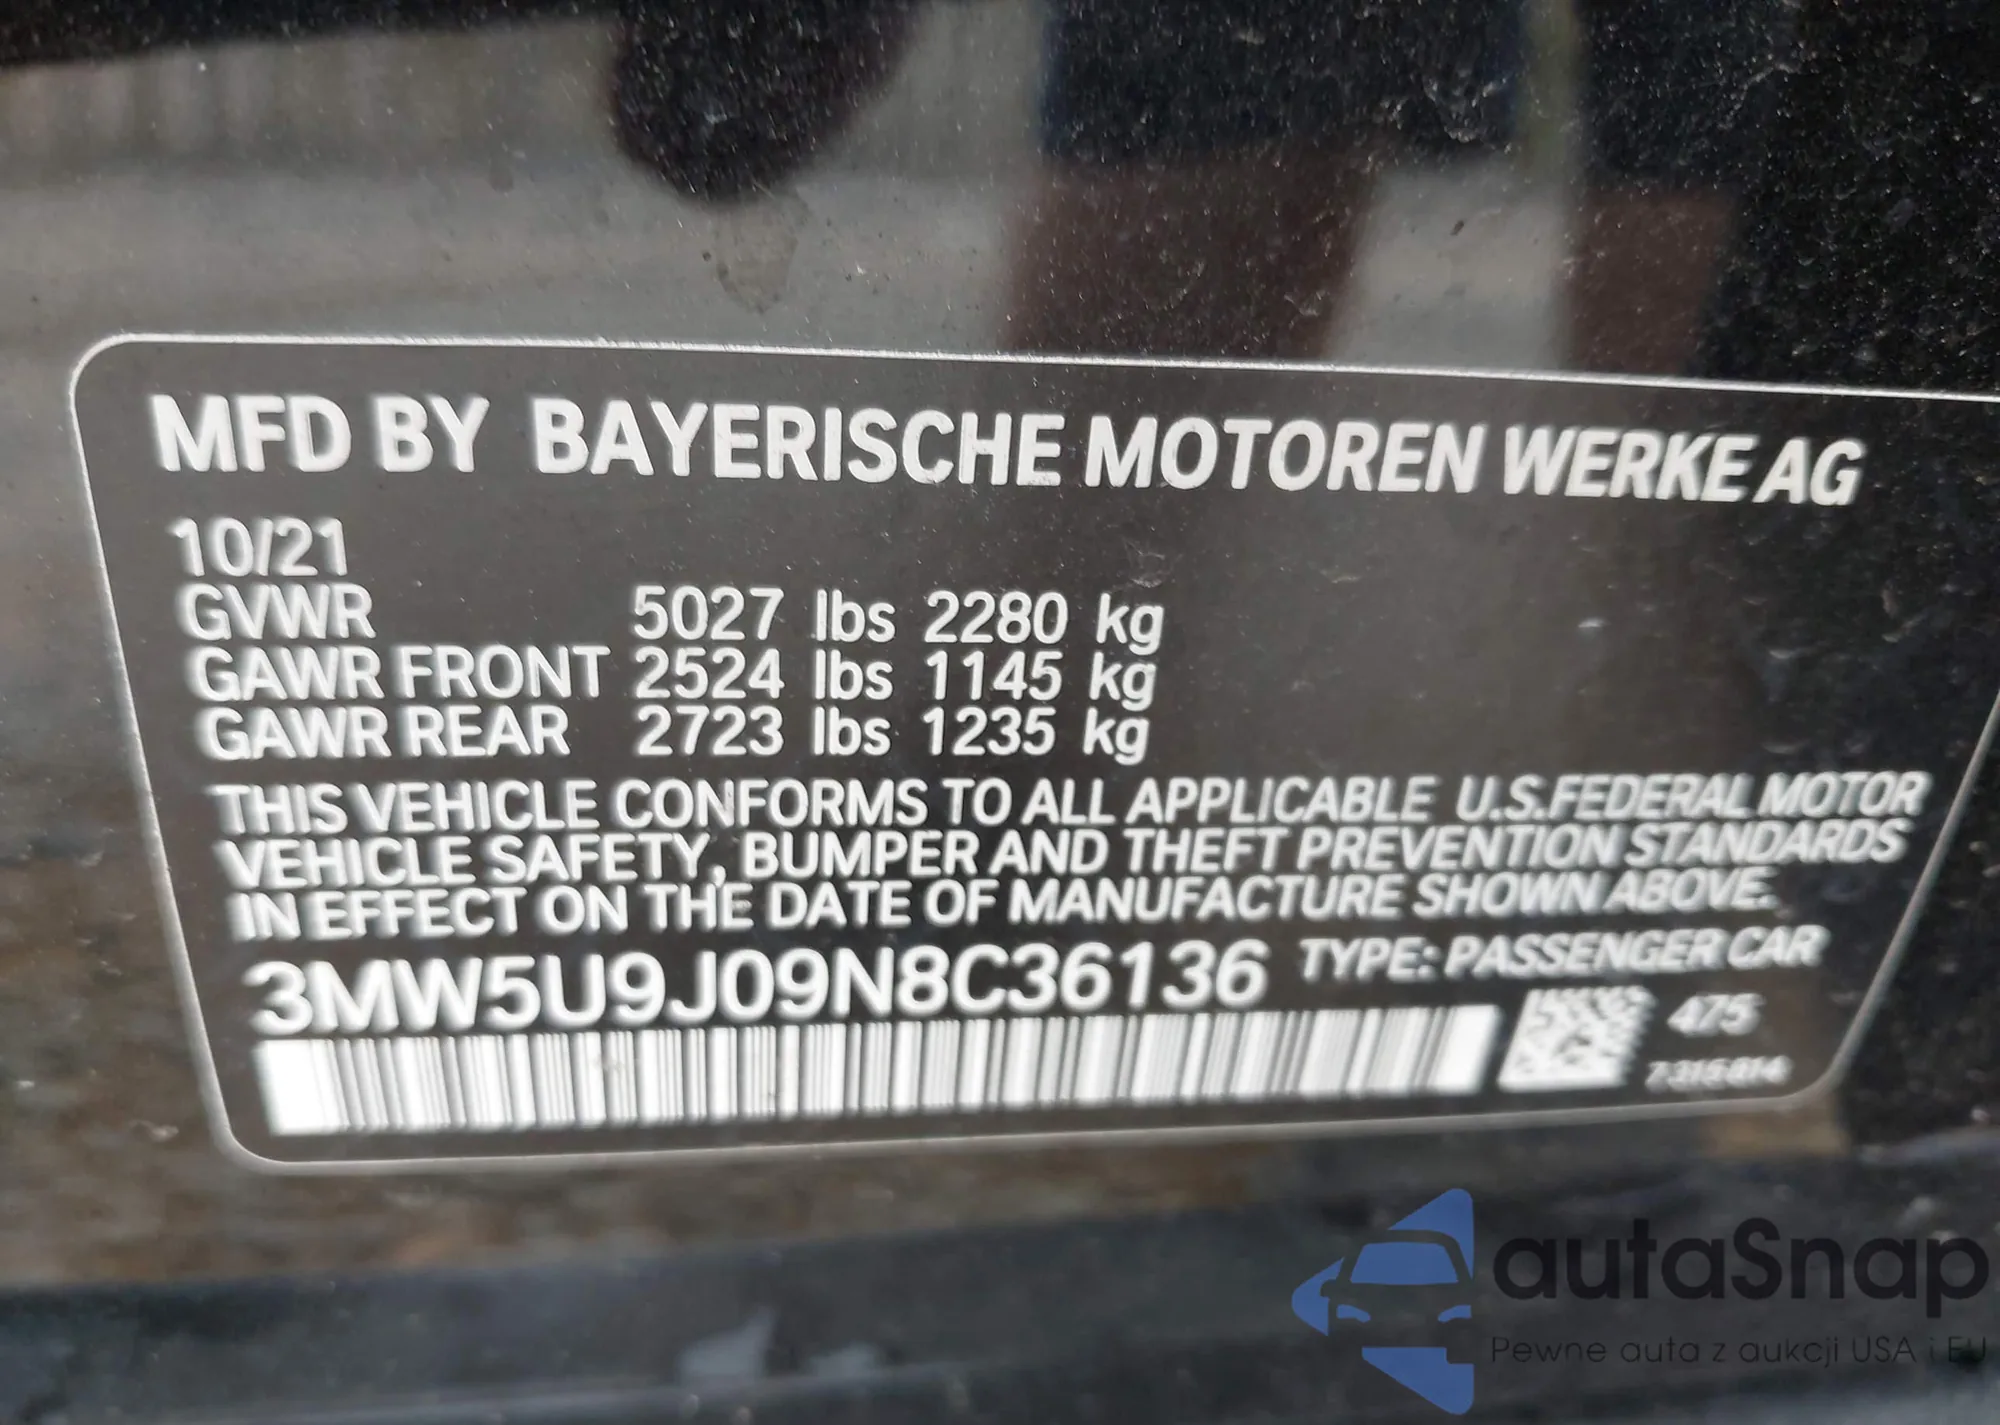 MFD BY BAYERISCHE MOTOREN WERKE AG
10/21
GVWR 5027 lbs 2280 kg
GAWR FRONT 2524 lbs 1145 kg
GAWR REAR 2723 lbs 1235 kg
THIS VEHICLE CONFORMS TO ALL APPLICABLE U.S.FEDERAL MOTOR
VEHICLE SAFETY, BUMPER AND THEFT PREVENTION STANDARDS
IN EFFECT ON THE DATE OF MANUFACTURE SHOWN ABOVE.
3MW5U9J09N8C36136 TYPE: PASSENGER CAR
475
7315814
autaSnap
Pewne auta z aukcji USA i EU